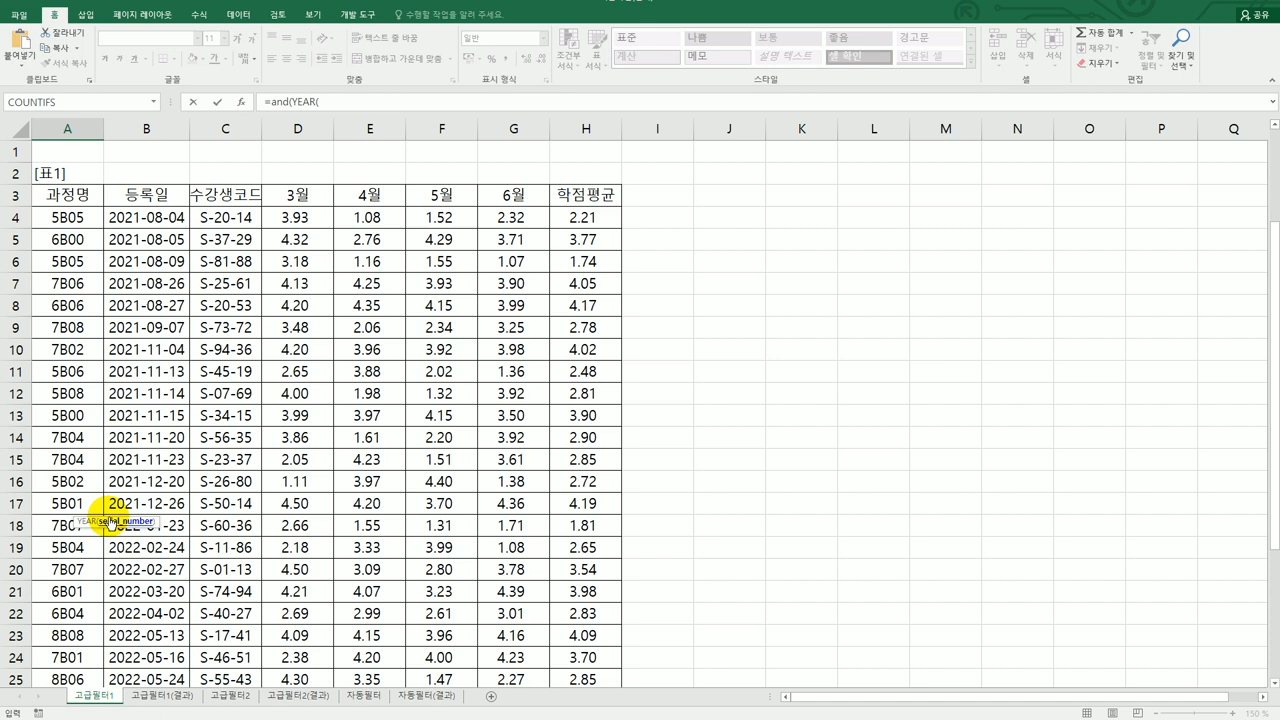 파일 홈 삽입 페이지 레이아웃 수식 데이터 검토 보기 개발 도구 수행할 작업을 알려 주세요. 공유
붙여넣기 잘라내기 복사 서식 복사 클립보드
11 가 가 가 글꼴
텍스트 줄 바꿈 병합하고 가운데 맞춤 맞춤
일반 % 표시 형식
조건부 서식 표 서식
표준 나쁨 보통 좋음 경고문
계산 메모 설명 텍스트 셀 확인 연결된 셀
스타일
삽입 삭제 서식 셀
자동 합계 채우기 지우기 정렬 및 필터 찾기 및 선택 편집
COUNTIFS =and(YEAR(
A B C D E F G H I J K L M N O P Q
1
2 [표1]
3 과정명 등록일 수강생코드 3월 4월 5월 6월 학점평균
4 5B05 2021-08-04 S-20-14 3.93 1.08 1.52 2.32 2.21
5 6B00 2021-08-05 S-37-29 4.32 2.76 4.29 3.71 3.77
6 5B05 2021-08-09 S-81-88 3.18 1.16 1.55 1.07 1.74
7 7B06 2021-08-26 S-25-61 4.13 4.25 3.93 3.90 4.05
8 6B06 2021-08-27 S-20-53 4.20 4.35 4.15 3.99 4.17
9 7B08 2021-09-07 S-73-72 3.48 2.06 2.34 3.25 2.78
10 7B02 2021-11-04 S-94-36 4.20 3.96 3.92 3.98 4.02
11 5B06 2021-11-13 S-45-19 2.65 3.88 2.02 1.36 2.48
12 5B08 2021-11-14 S-07-69 4.00 1.98 1.32 3.92 2.81
13 5B00 2021-11-15 S-34-15 3.99 3.97 4.15 3.50 3.90
14 7B04 2021-11-20 S-56-35 3.86 1.61 2.20 3.92 2.90
15 7B04 2021-11-23 S-23-37 2.05 4.23 1.51 3.61 2.85
16 5B02 2021-12-20 S-26-80 1.11 3.97 4.40 1.38 2.72
17 5B01 2021-12-26 S-50-14 4.50 4.20 3.70 4.36 4.19
YEAR(serial_number)
18 S-60-36 2.66 1.55 1.31 1.71 1.81
19 5B04 2022-02-24 S-11-86 2.18 3.33 3.99 1.08 2.65
20 7B07 2022-02-27 S-01-13 4.50 3.09 2.80 3.78 3.54
21 6B01 2022-03-20 S-74-94 4.21 4.07 3.23 4.39 3.98
22 6B04 2022-04-02 S-40-27 2.69 2.99 2.61 3.01 2.83
23 8B08 2022-05-13 S-17-41 4.09 4.15 3.96 4.16 4.09
24 7B01 2022-05-16 S-46-51 2.38 4.20 4.00 4.23 3.70
25 8B06 2022-05-24 S-55-43 4.30 3.35 1.47 2.27 2.85
고급필터1 고급필터1(결과) 고급필터2 고급필터2(결과) 자동필터 자동필터(결과)
입력 150 %